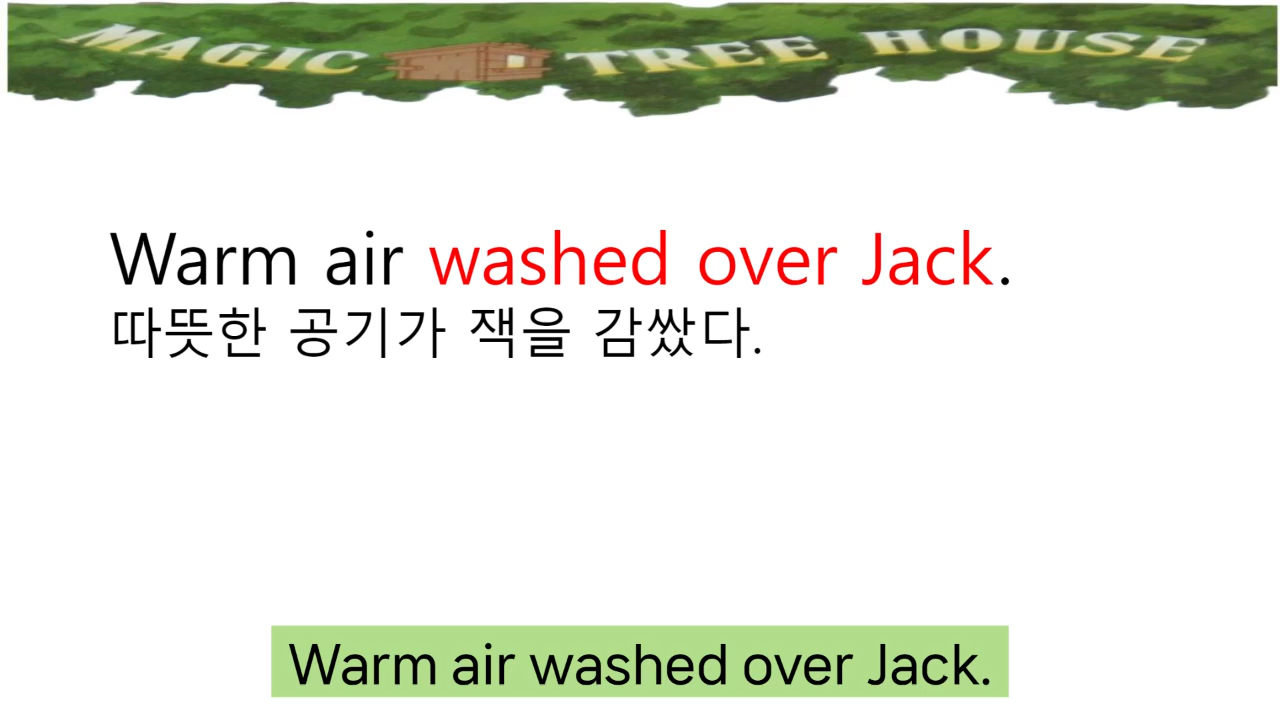 MAGIC TREE HOUSE
Warm air washed over Jack.
따뜻한 공기가 잭을 감쌌다.
Warm air washed over Jack.